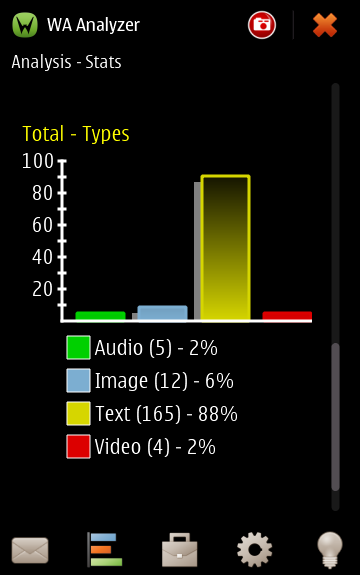 WA Analyzer
Analysis - Stats
Total - Types
100
80
60
40
20
Audio (5) - 2%
Image (12) - 6%
Text (165) - 88%
Video (4) - 2%